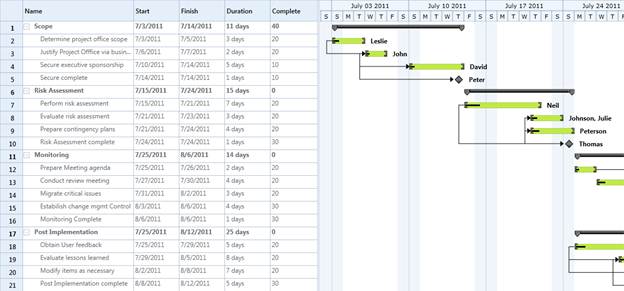 Name Start Finish Duration Complete July 03 2011 July 10 2011 July 17 2011 July 24 2011
S S M T W T F S S M T W T F S S M T W T F S S M T W T
1 Scope 7/3/2011 7/14/2011 11 days 40
2 Determine project office scope 7/3/2011 7/5/2011 3 days 20 Leslie
3 Justify Project Office via busin... 7/6/2011 7/7/2011 2 days 20 John
4 Secure executive sponsorship 7/10/2011 7/14/2011 5 days 10 David
5 Secure complete 7/14/2011 7/14/2011 1 days 10 Peter
6 Risk Assessment 7/15/2011 7/24/2011 15 days 0
7 Perform risk assessment 7/15/2011 7/21/2011 7 days 20 Neil
8 Evaluate risk assessment 7/21/2011 7/23/2011 3 days 20 Johnson, Julie
9 Prepare contingency plans 7/21/2011 7/24/2011 4 days 20 Peterson
10 Risk Assessment complete 7/24/2011 7/24/2011 1 days 30 Thomas
11 Monitoring 7/25/2011 8/6/2011 14 days 0
12 Prepare Meeting agenda 7/25/2011 7/26/2011 2 days 20
13 Conduct review meeting 7/27/2011 7/30/2011 4 days 20
14 Migrate critical issues 7/31/2011 8/2/2011 3 days 20
15 Estabilish change mgmt Control 8/3/2011 8/6/2011 4 days 30
16 Monitoring Complete 8/6/2011 8/6/2011 1 days 30
17 Post Implementation 7/25/2011 8/12/2011 25 days 0
18 Obtain User feedback 7/25/2011 7/29/2011 5 days 20
19 Evaluate lessons learned 7/29/2011 8/5/2011 8 days 20
20 Modify items as necessary 8/2/2011 8/8/2011 7 days 20
21 Post Implementation complete 8/8/2011 8/12/2011 5 days 30